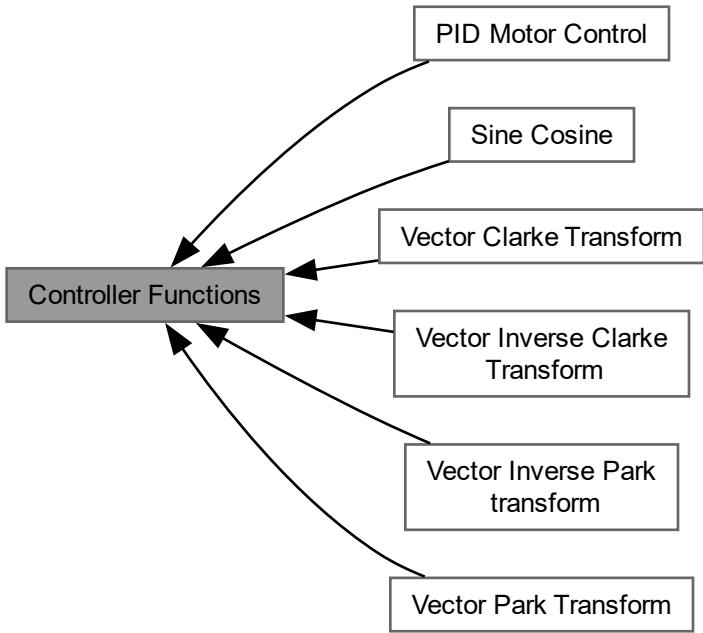 PID Motor Control
Sine Cosine
Vector Clarke Transform
Controller Functions
Vector Inverse Clarke
Transform
Vector Inverse Park
transform
Vector Park Transform